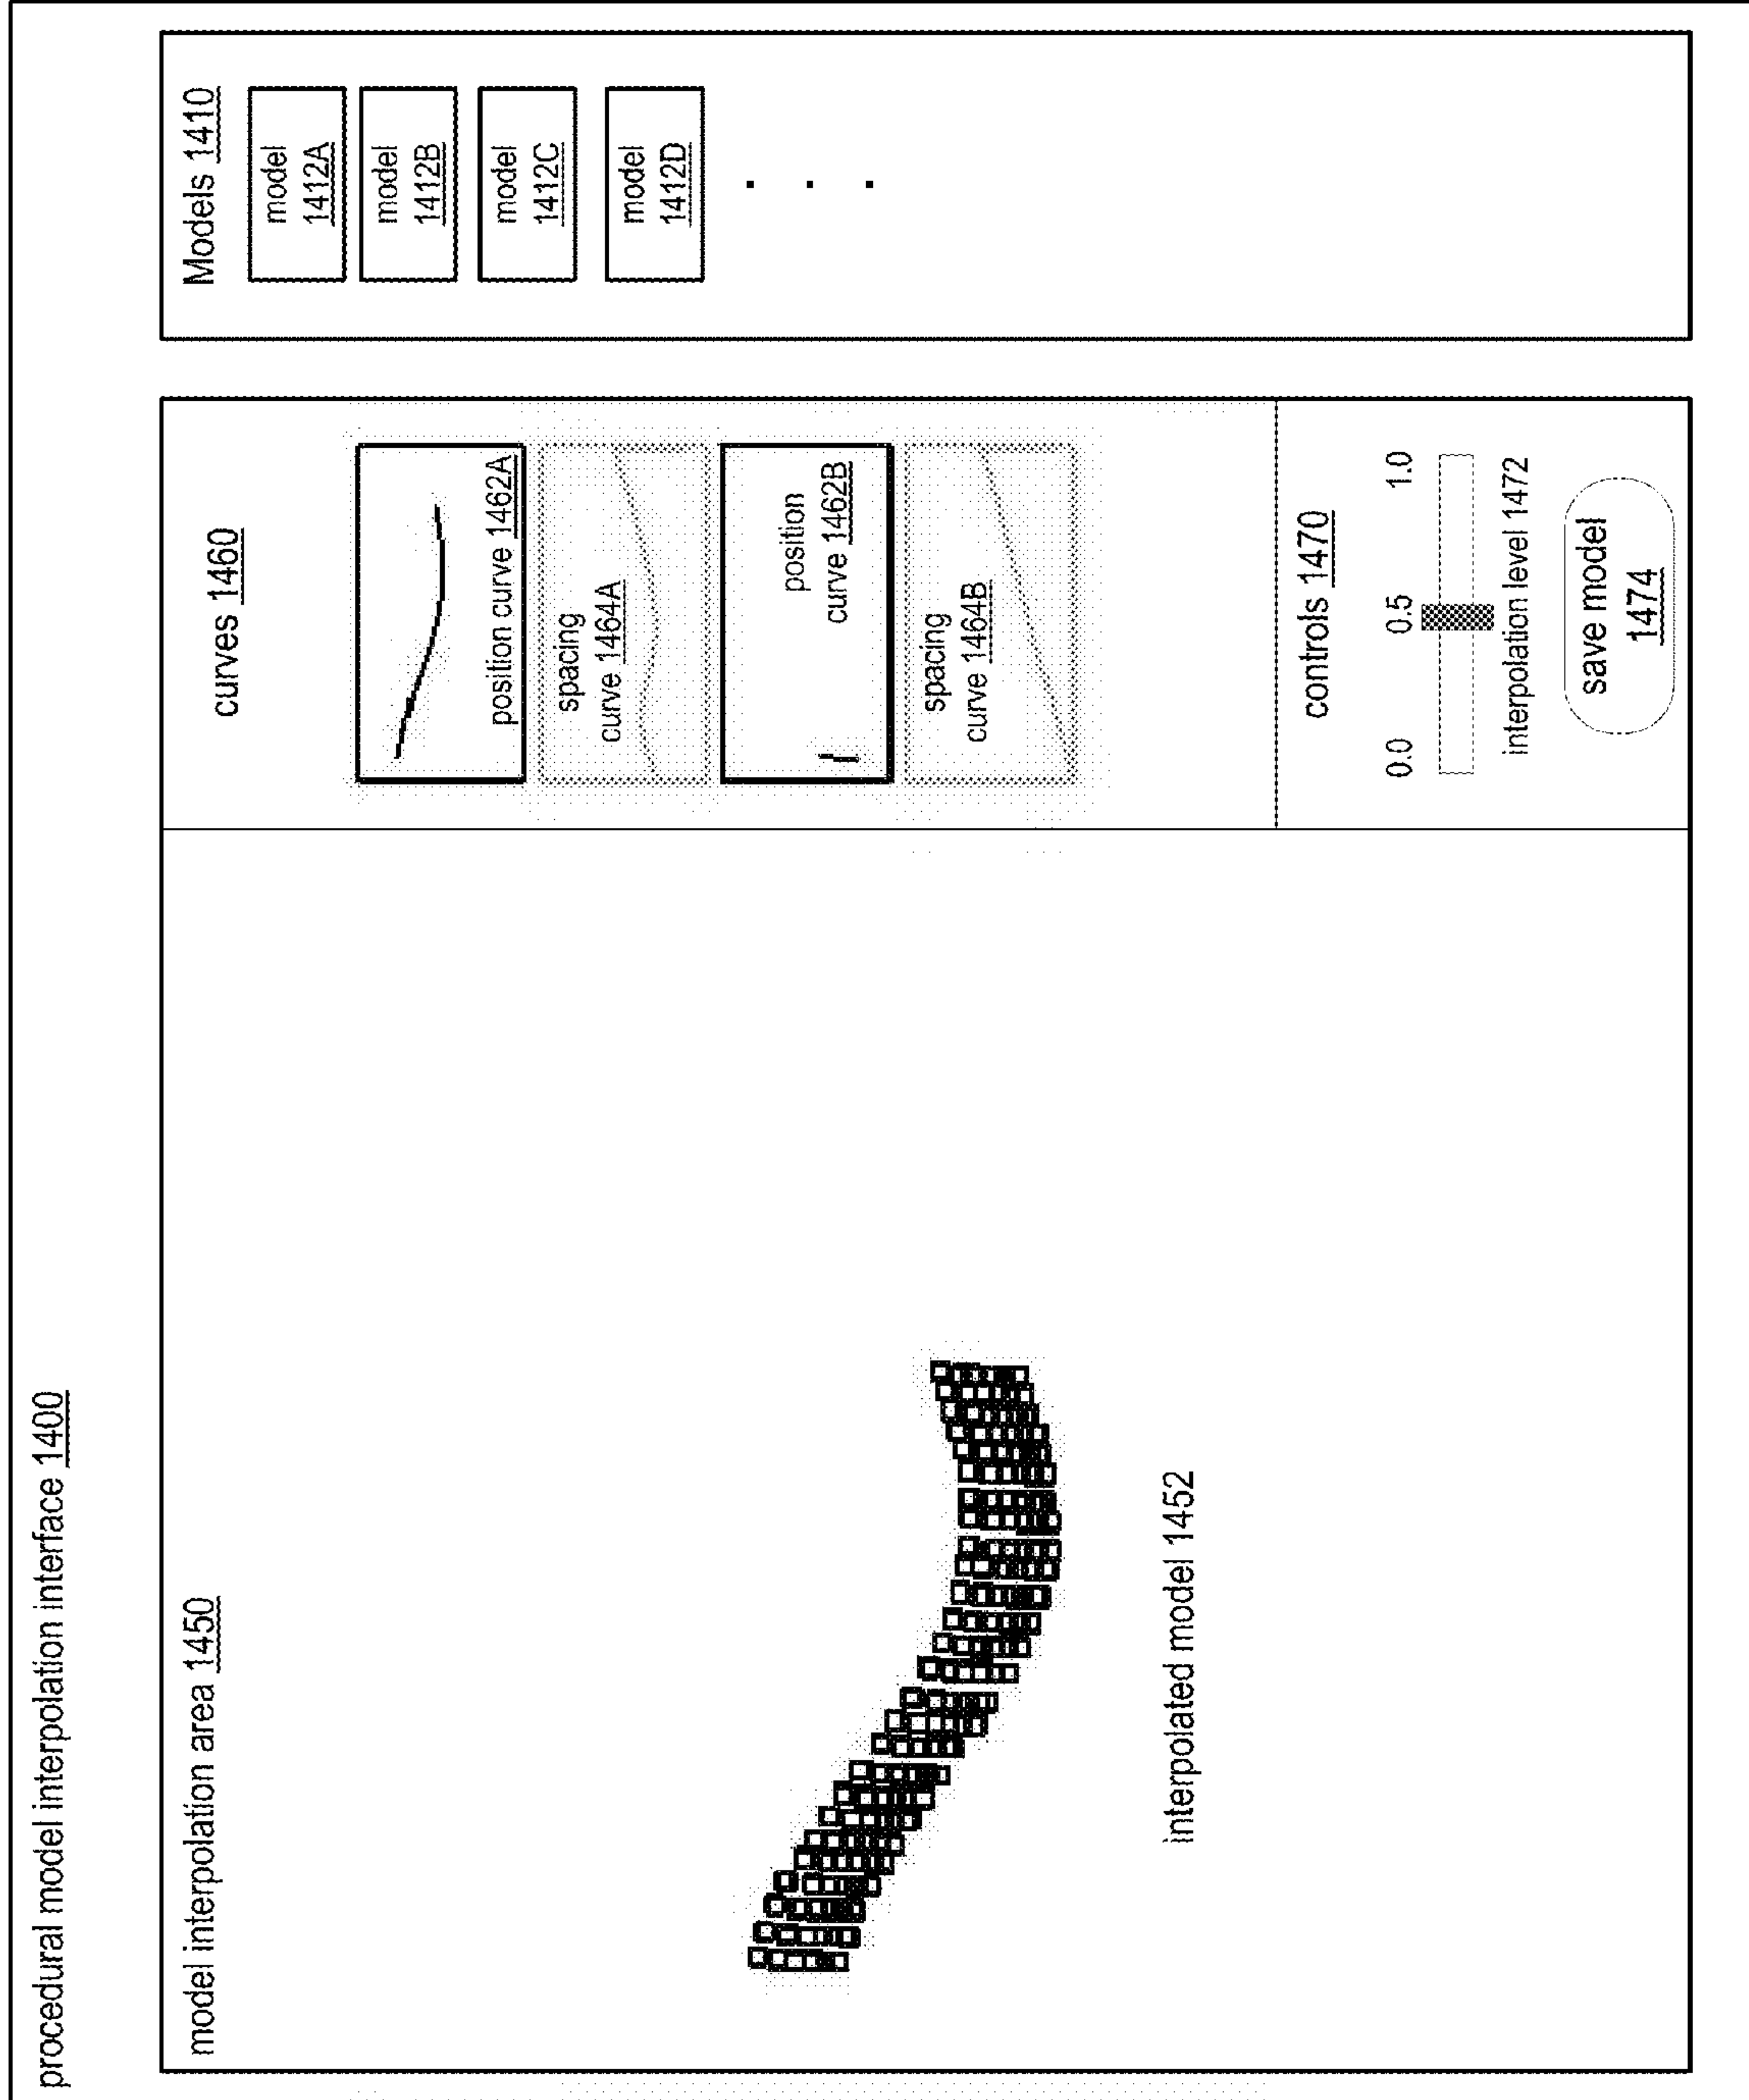 procedural model interpolation interface 1400
model interpolation area 1450
interpolated model 1452
curves 1460
position curve 1462A
spacing
curve 1464A
position
curve 1462B
spacing
curve 1464B
controls 1470
0.0 0.5 1.0
interpolation level 1472
save model
1474
Models 1410
model
1412A
model
1412B
model
1412C
model
1412D